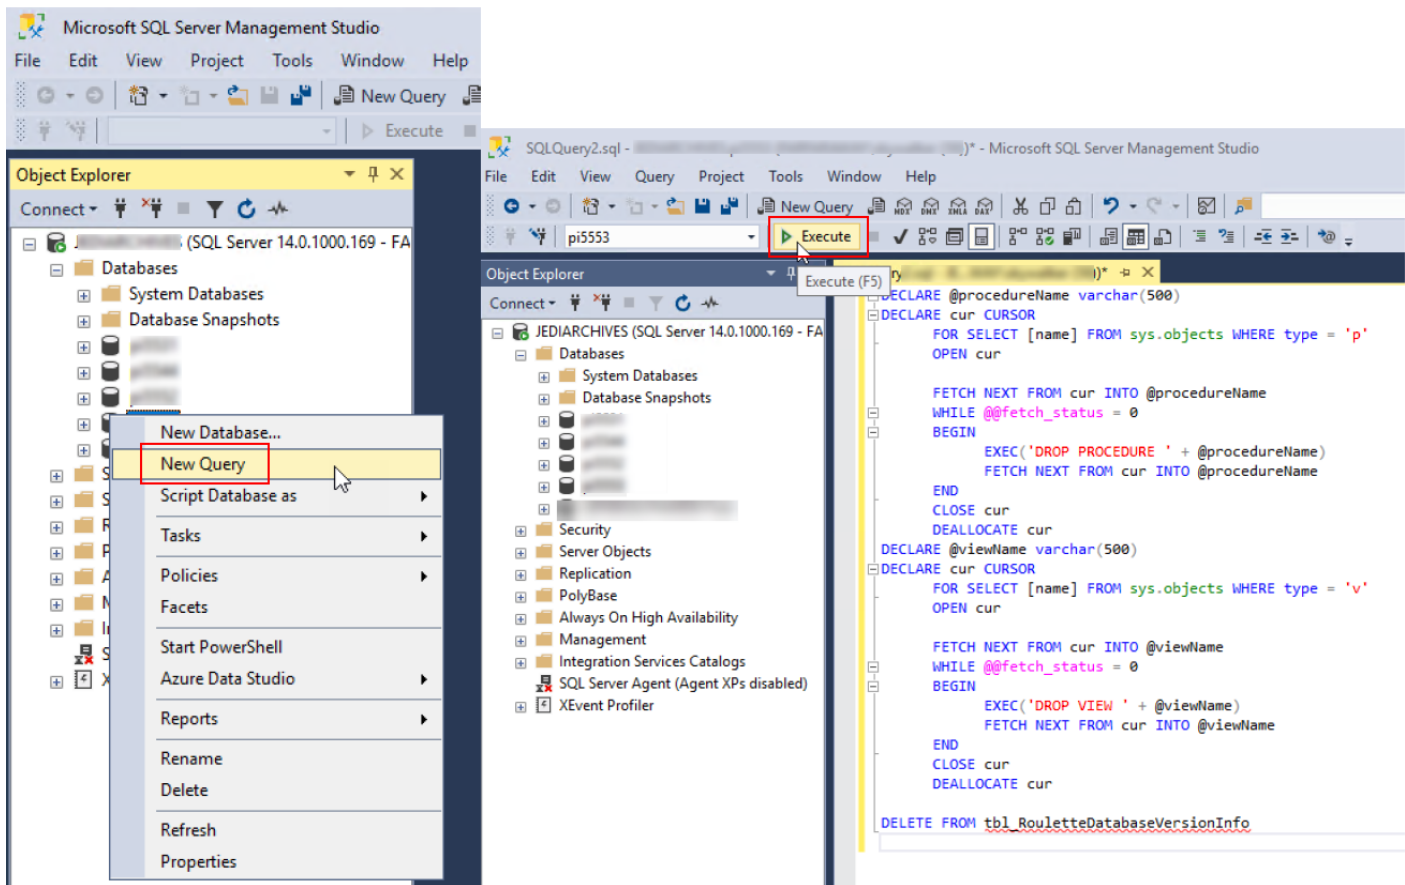 Microsoft SQL Server Management Studio
File Edit View Project Tools Window Help
New Query
Execute
Object Explorer
Connect
(SQL Server 14.0.1000.169 - FA
Databases
System Databases
Database Snapshots
New Database...
New Query
Script Database as
Tasks
Policies
Facets
Start PowerShell
Azure Data Studio
Reports
Rename
Delete
Refresh
Properties
SQLQuery2.sql - )* - Microsoft SQL Server Management Studio
File Edit View Query Project Tools Window Help
New Query MDX DMX XMLA DAX
pi5553 Execute
Execute (F5)
Object Explorer
Connect
JEDIARCHIVES (SQL Server 14.0.1000.169 - FA
Databases
System Databases
Database Snapshots
Security
Server Objects
Replication
PolyBase
Always On High Availability
Management
Integration Services Catalogs
SQL Server Agent (Agent XPs disabled)
XEvent Profiler
DECLARE @procedureName varchar(500)
DECLARE cur CURSOR
FOR SELECT [name] FROM sys.objects WHERE type = 'p'
OPEN cur
FETCH NEXT FROM cur INTO @procedureName
WHILE @@fetch_status = 0
BEGIN
EXEC('DROP PROCEDURE ' + @procedureName)
FETCH NEXT FROM cur INTO @procedureName
END
CLOSE cur
DEALLOCATE cur
DECLARE @viewName varchar(500)
DECLARE cur CURSOR
FOR SELECT [name] FROM sys.objects WHERE type = 'v'
OPEN cur
FETCH NEXT FROM cur INTO @viewName
WHILE @@fetch_status = 0
BEGIN
EXEC('DROP VIEW ' + @viewName)
FETCH NEXT FROM cur INTO @viewName
END
CLOSE cur
DEALLOCATE cur
DELETE FROM tbl_RouletteDatabaseVersionInfo